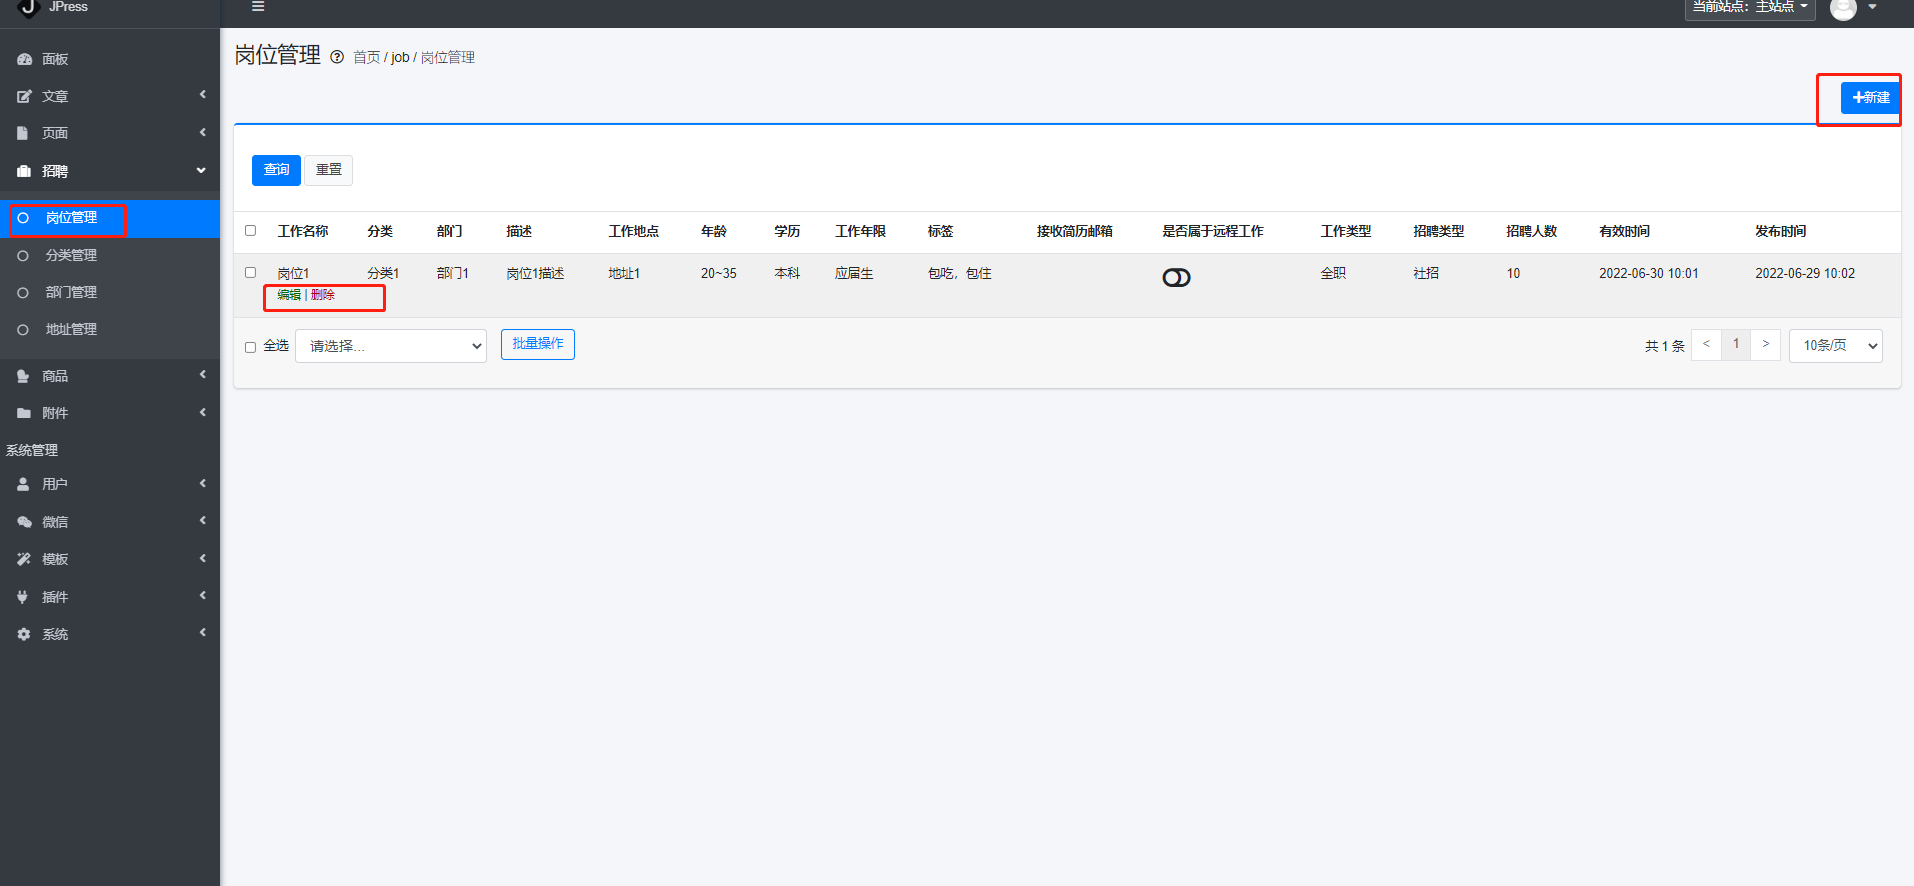 JPress
当前站点：主站点
面板
文章
页面
招聘
岗位管理
分类管理
部门管理
地址管理
商品
附件
系统管理
用户
微信
模板
插件
系统
岗位管理 首页 / job / 岗位管理
新建
查询 重置
工作名称 分类 部门 描述 工作地点 年龄 学历 工作年限 标签 接收简历邮箱 是否属于远程工作 工作类型 招聘类型 招聘人数 有效时间 发布时间
岗位1 分类1 部门1 岗位1描述 地址1 20~35 本科 应届生 包吃，包住 全职 社招 10 2022-06-30 10:01 2022-06-29 10:02
编辑 | 删除
全选 请选择... 批量操作 共 1 条 < 1 > 10条/页